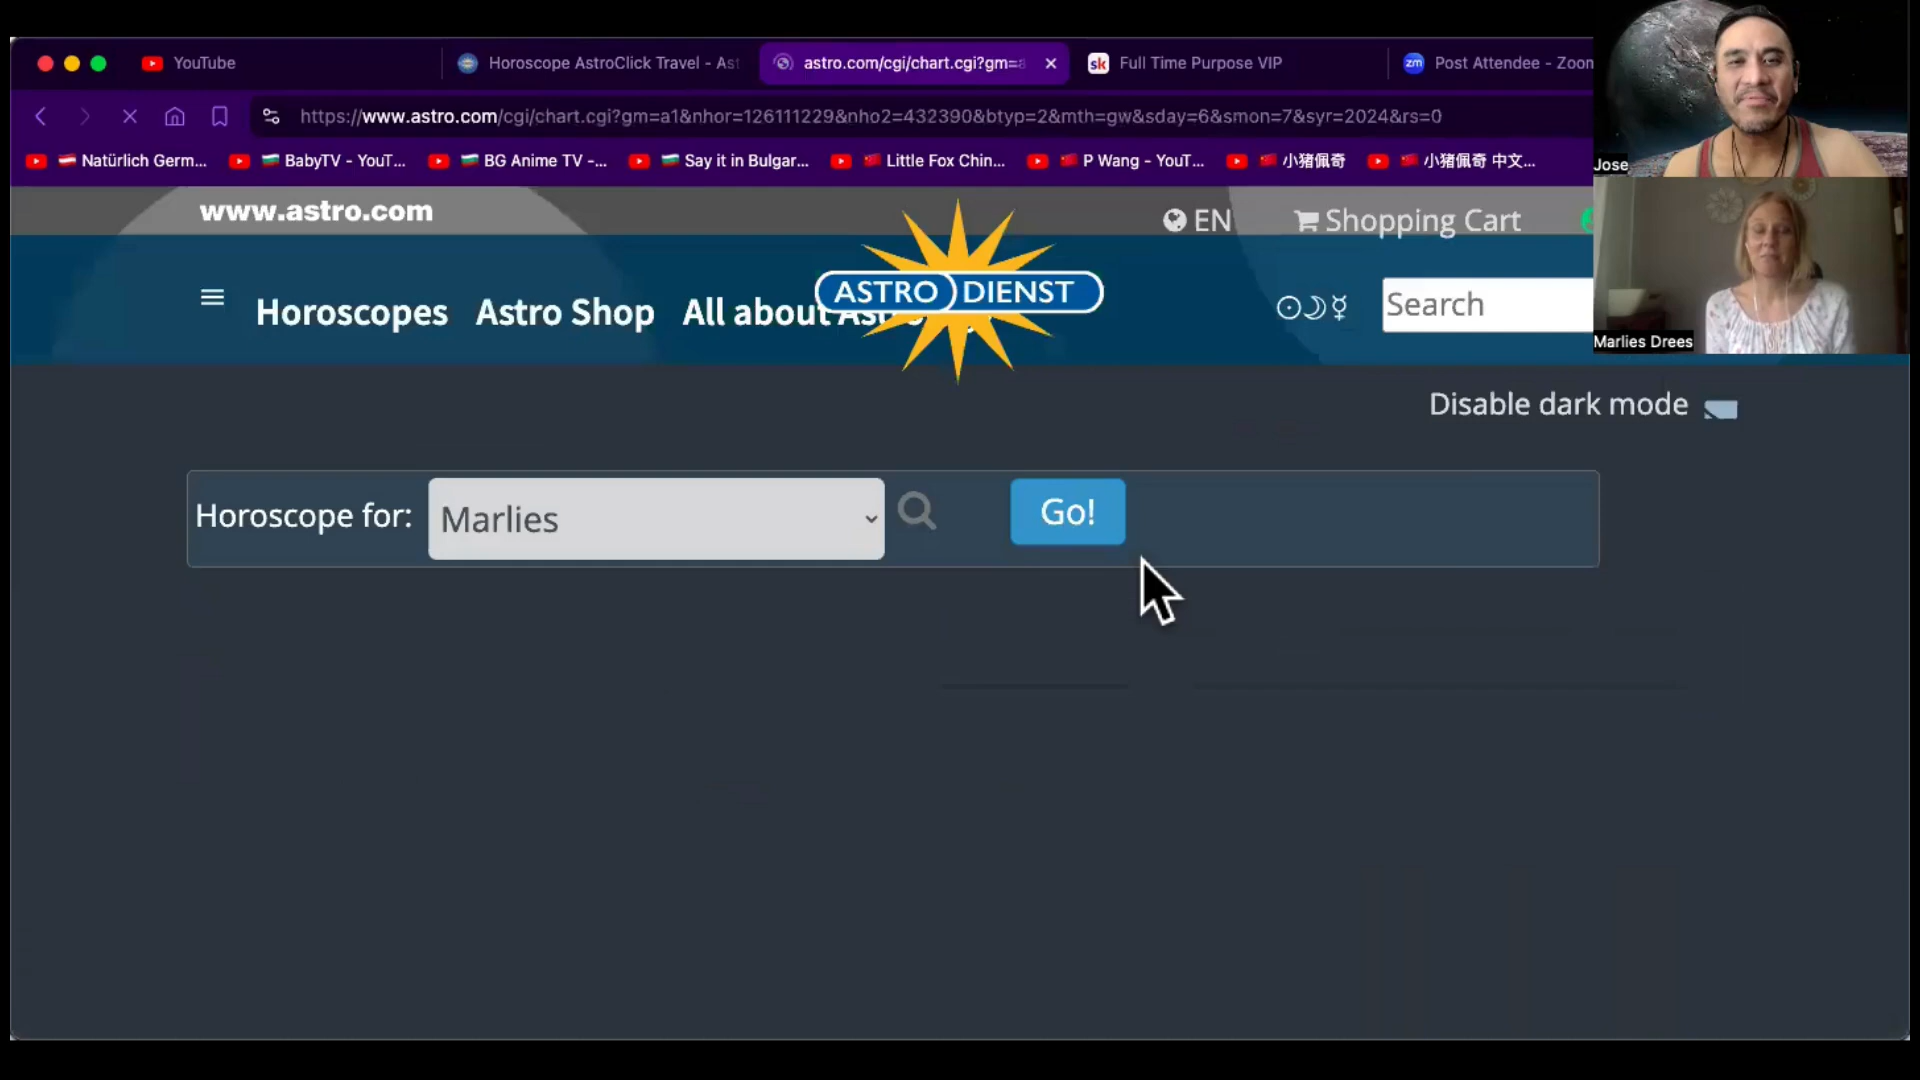 YouTube
Horoscope AstroClick Travel - Ast
astro.com/cgi/chart.cgi?gm=a
sk
Full Time Purpose VIP
zm
Post Attendee - Zoom
https://www.astro.com/cgi/chart.cgi?gm=a1&nhor=126111229&nho2=432390&btyp=2&mth=gw&sday=6&smon=7&syr=2024&rs=0
Natürlich Germ...
BabyTV - YouT...
BG Anime TV -...
Say it in Bulgar...
Little Fox Chin...
P Wang - YouT...
小猪佩奇
小猪佩奇 中文...
Jose
www.astro.com
EN
Shopping Cart
ASTRO DIENST
Horoscopes
Astro Shop
All about
☉☽☿
Search
Marlies Drees
Disable dark mode
Horoscope for:
Marlies
Go!